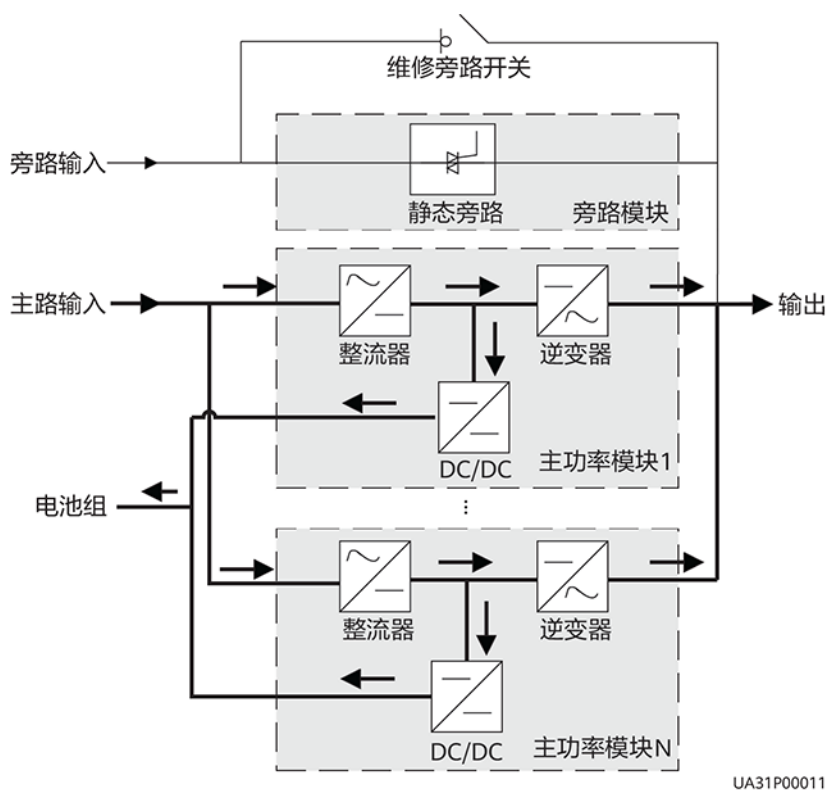 维修旁路开关
旁路输入
静态旁路
旁路模块
主路输入
输出
整流器
逆变器
DC/DC
主功率模块1
电池组
...
整流器
逆变器
DC/DC
主功率模块N
UA31P00011